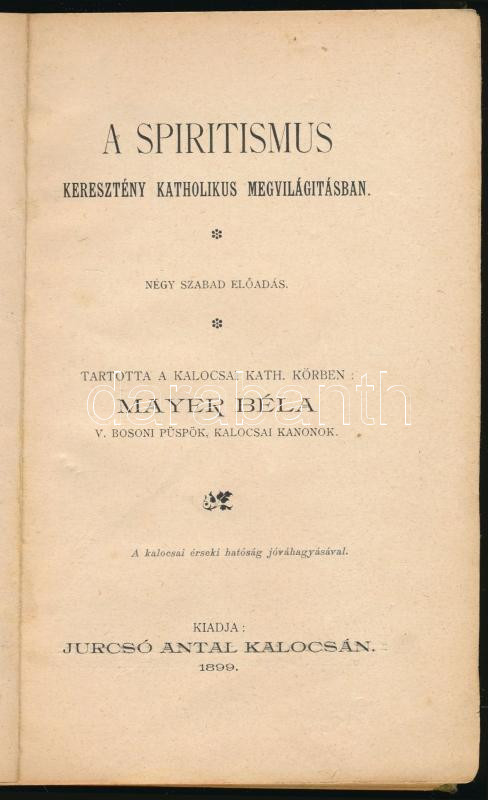 A SPIRITISMUS
KERESZTÉNY KATHOLIKUS MEGVILÁGITÁSBAN.
NÉGY SZABAD ELŐADÁS.
TARTOTTA A KALOCSAI KATH. KÖRBEN :
MAYER BÉLA
V. BOSONI PÜSPÖK, KALOCSAI KANONOK.
darabanth
A kalocsai érseki hatóság jóváhagyásával.
KIADJA :
JURCSÓ ANTAL KALOCSÁN.
1899.